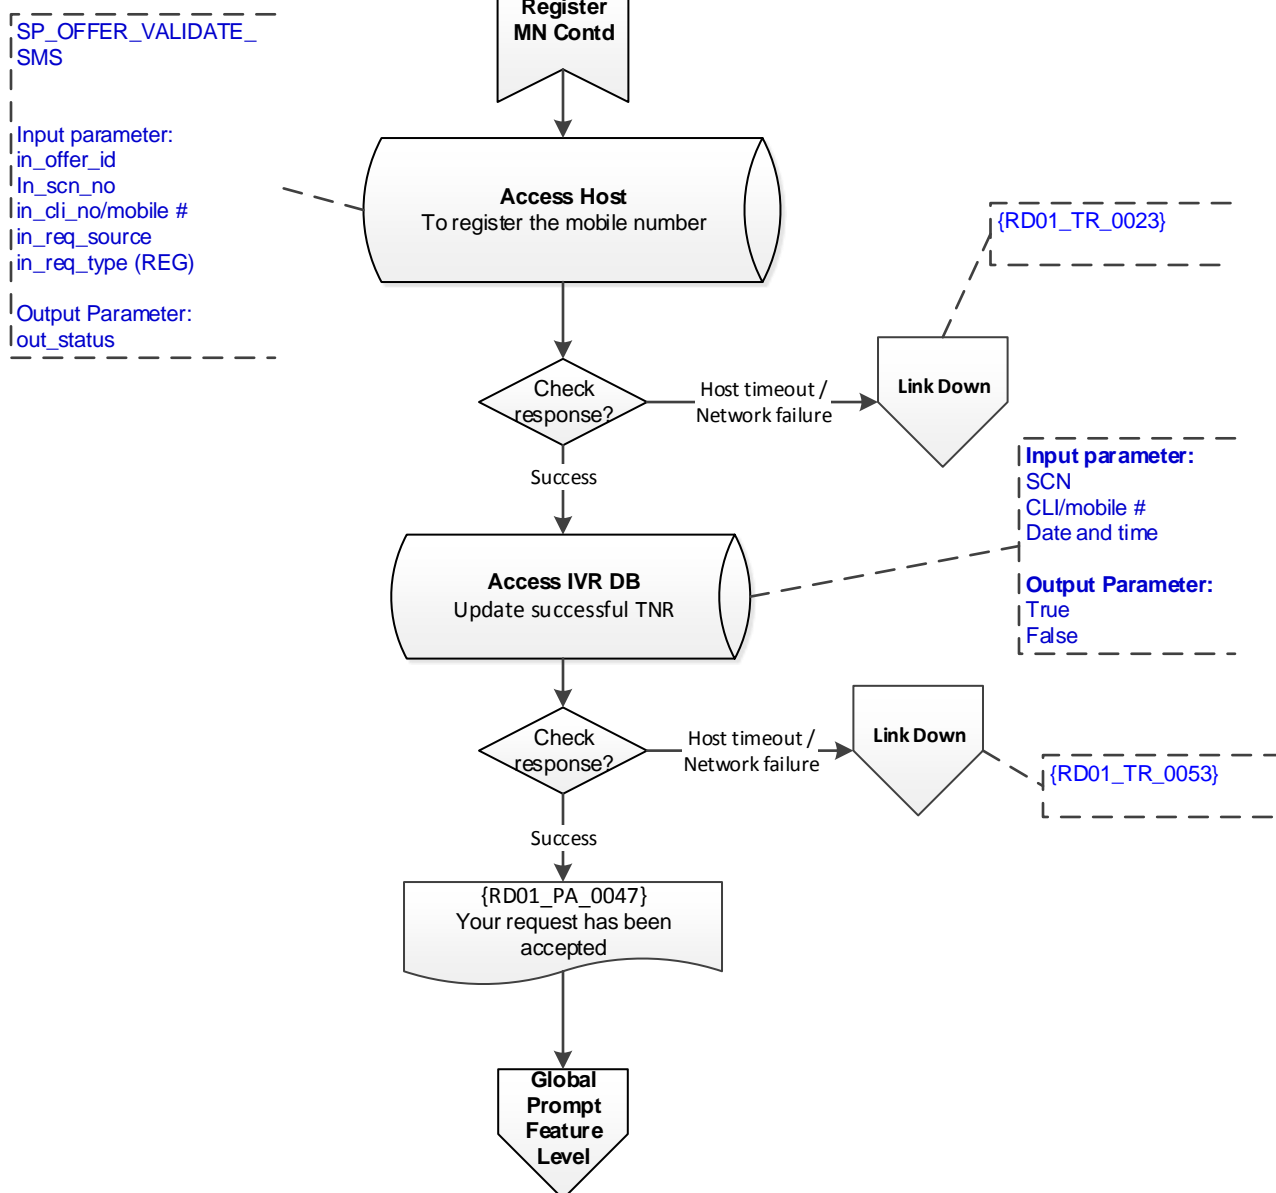 Register
MN Contd
SP_OFFER_VALIDATE_
SMS
Input parameter:
in_offer_id
In_scn_no
in_cli_no/mobile #
in_req_source
in_req_type (REG)
Output Parameter:
out_status
Access Host
To register the mobile number
{RD01_TR_0023}
Check
response?
Host timeout /
Network failure
Link Down
Success
Input parameter:
SCN
CLI/mobile #
Date and time
Output Parameter:
True
False
Access IVR DB
Update successful TNR
Check
response?
Host timeout /
Network failure
Link Down
{RD01_TR_0053}
Success
{RD01_PA_0047}
Your request has been
accepted
Global
Prompt
Feature
Level